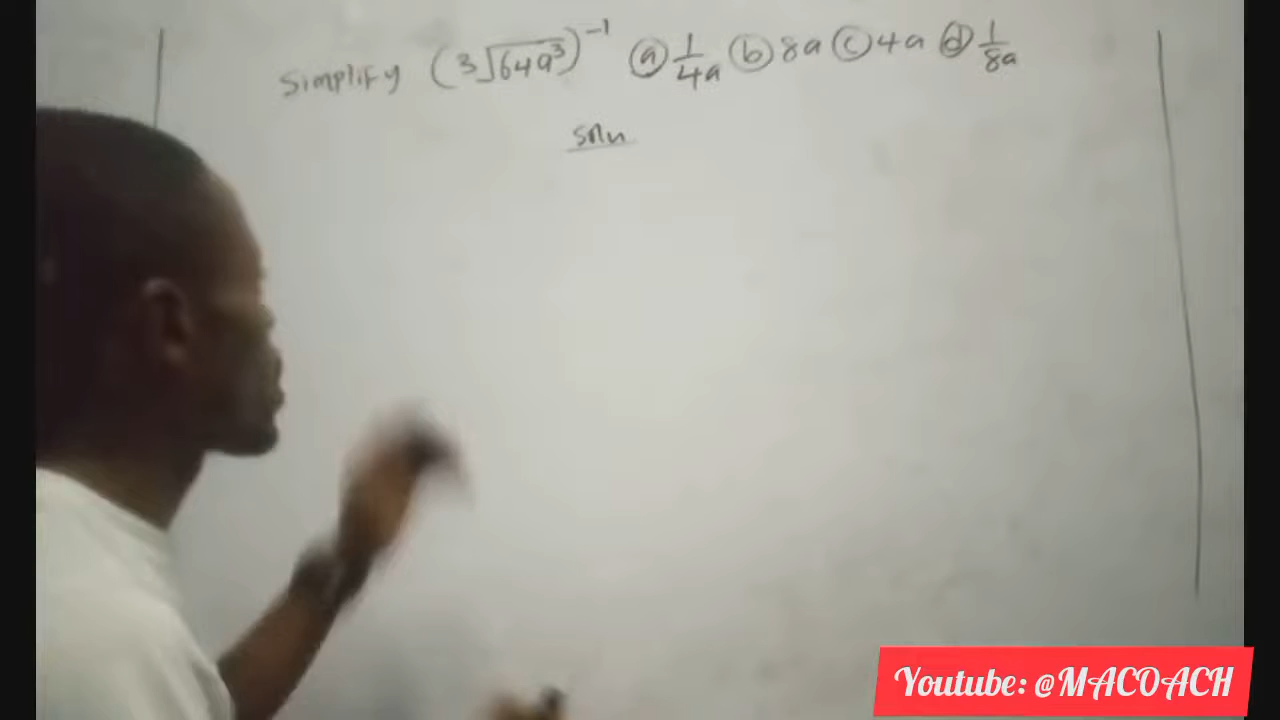 Simplify (3√64a³)⁻¹ (a) 1/4a (b) 8a (c) 4a (d) 1/8a
Soln
Youtube: @MACOACH